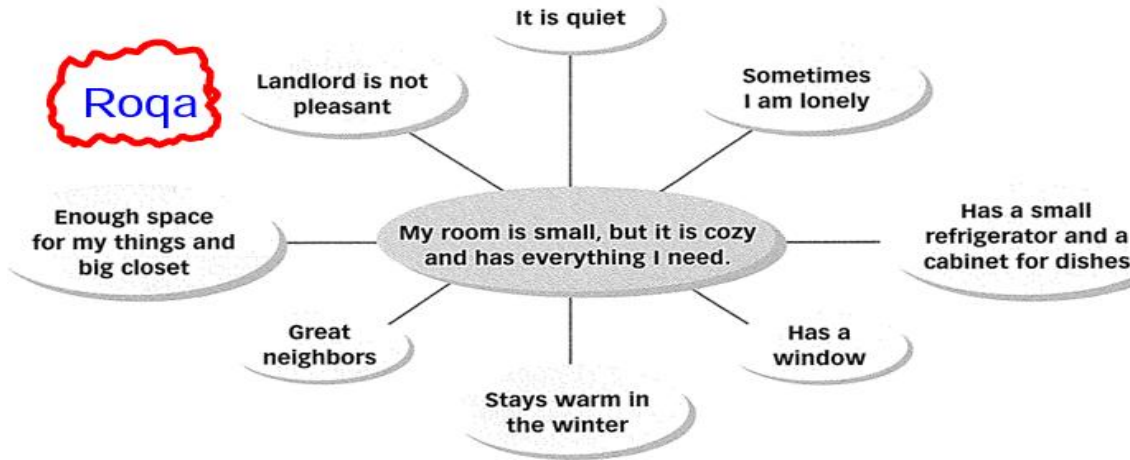 It is quiet
Landlord is not
pleasant
Sometimes
I am lonely
Roqa
Enough space
for my things and
big closet
My room is small, but it is cozy
and has everything I need.
Has a small
refrigerator and a
cabinet for dishes
Great
neighbors
Has a
window
Stays warm in
the winter